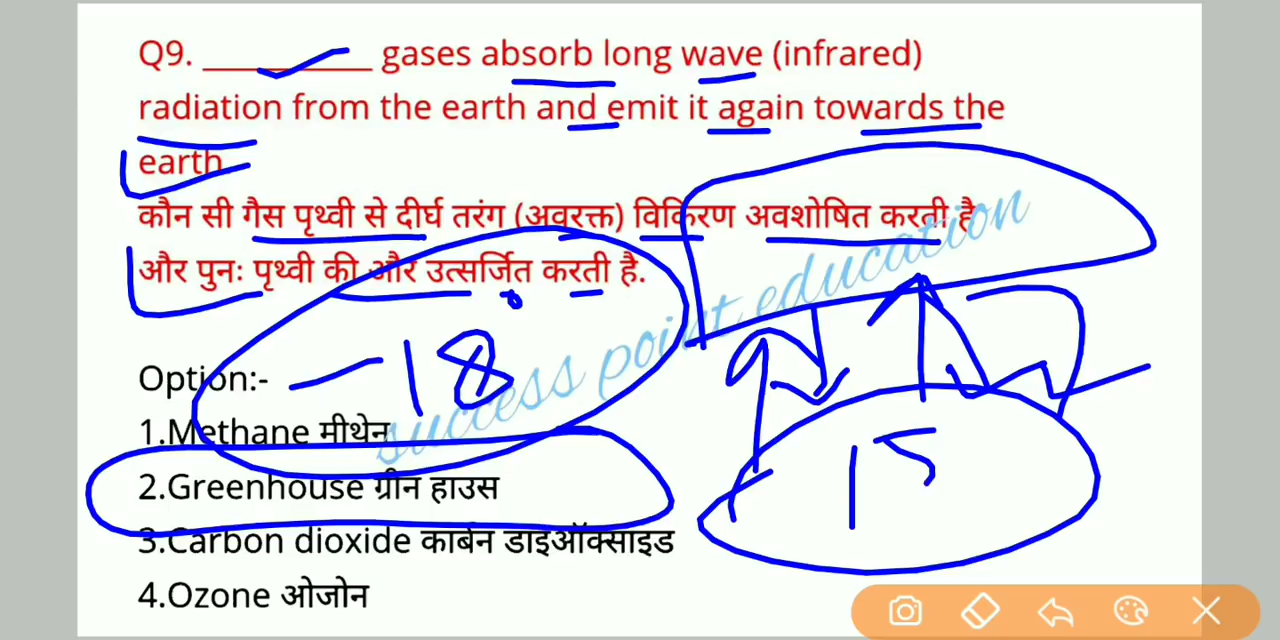 Q9. __________ gases absorb long wave (infrared)
radiation from the earth and emit it again towards the
earth.
कौन सी गैस पृथ्वी से दीर्घ तरंग (अवरक्त) विकिरण अवशोषित करती है
और पुनः पृथ्वी की और उत्सर्जित करती है.
success point education
-18°
Option:-
1.Methane मीथेन
2.Greenhouse ग्रीन हाउस
15
3.Carbon dioxide कार्बन डाइऑक्साइड
4.Ozone ओजोन